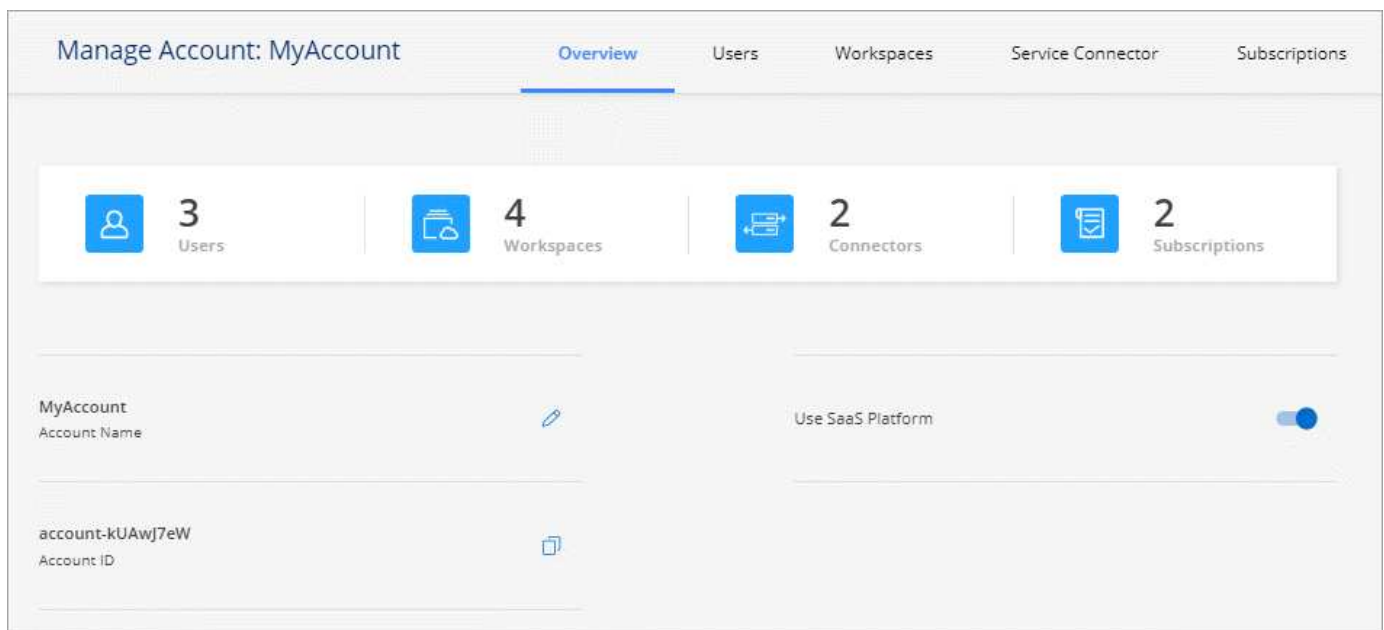 Manage Account: MyAccount
Overview
Users
Workspaces
Service Connector
Subscriptions
3
Users
4
Workspaces
2
Connectors
2
Subscriptions
MyAccount
Account Name
Use SaaS Platform
account-kUAwJ7eW
Account ID